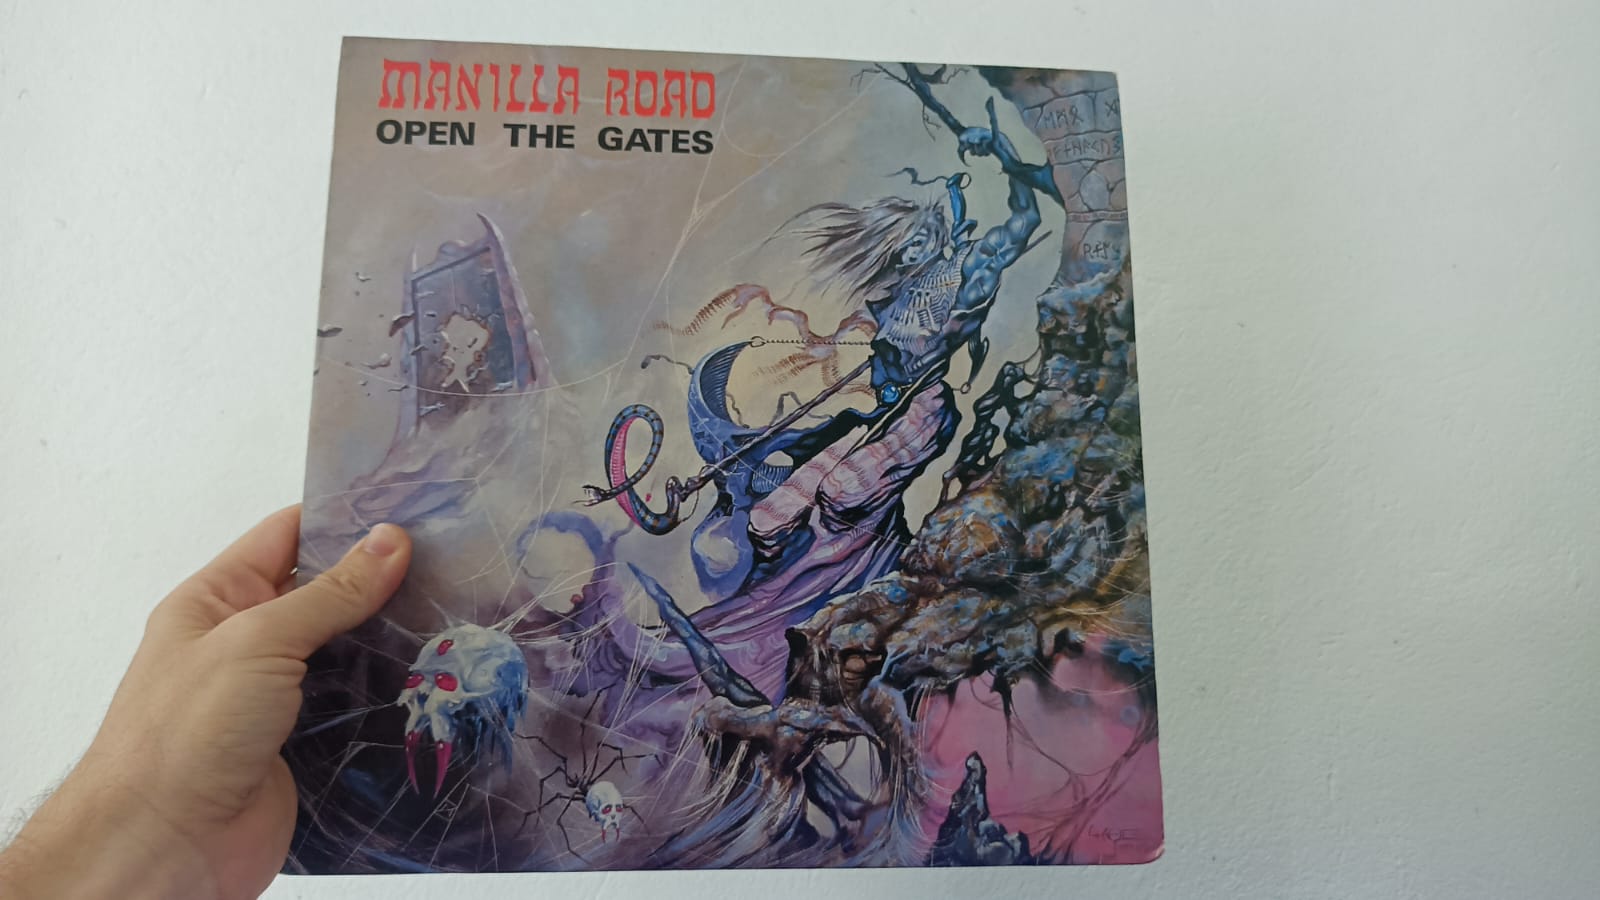 MANILLA ROAD
OPEN THE GATES